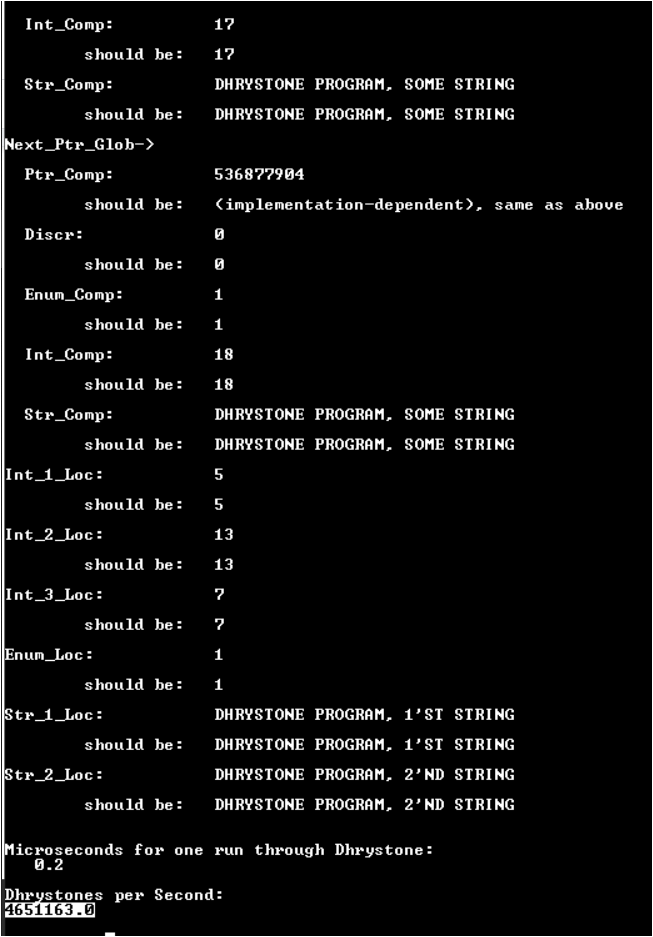 Int_Comp: 17
should be: 17
Str_Comp: DHRYSTONE PROGRAM, SOME STRING
should be: DHRYSTONE PROGRAM, SOME STRING
Next_Ptr_Glob->
Ptr_Comp: 536877904
should be: (implementation-dependent), same as above
Discr: 0
should be: 0
Enum_Comp: 1
should be: 1
Int_Comp: 18
should be: 18
Str_Comp: DHRYSTONE PROGRAM, SOME STRING
should be: DHRYSTONE PROGRAM, SOME STRING
Int_1_Loc: 5
should be: 5
Int_2_Loc: 13
should be: 13
Int_3_Loc: 7
should be: 7
Enum_Loc: 1
should be: 1
Str_1_Loc: DHRYSTONE PROGRAM, 1'ST STRING
should be: DHRYSTONE PROGRAM, 1'ST STRING
Str_2_Loc: DHRYSTONE PROGRAM, 2'ND STRING
should be: DHRYSTONE PROGRAM, 2'ND STRING
Microseconds for one run through Dhrystone:
0.2
Dhrystones per Second:
4651163.0